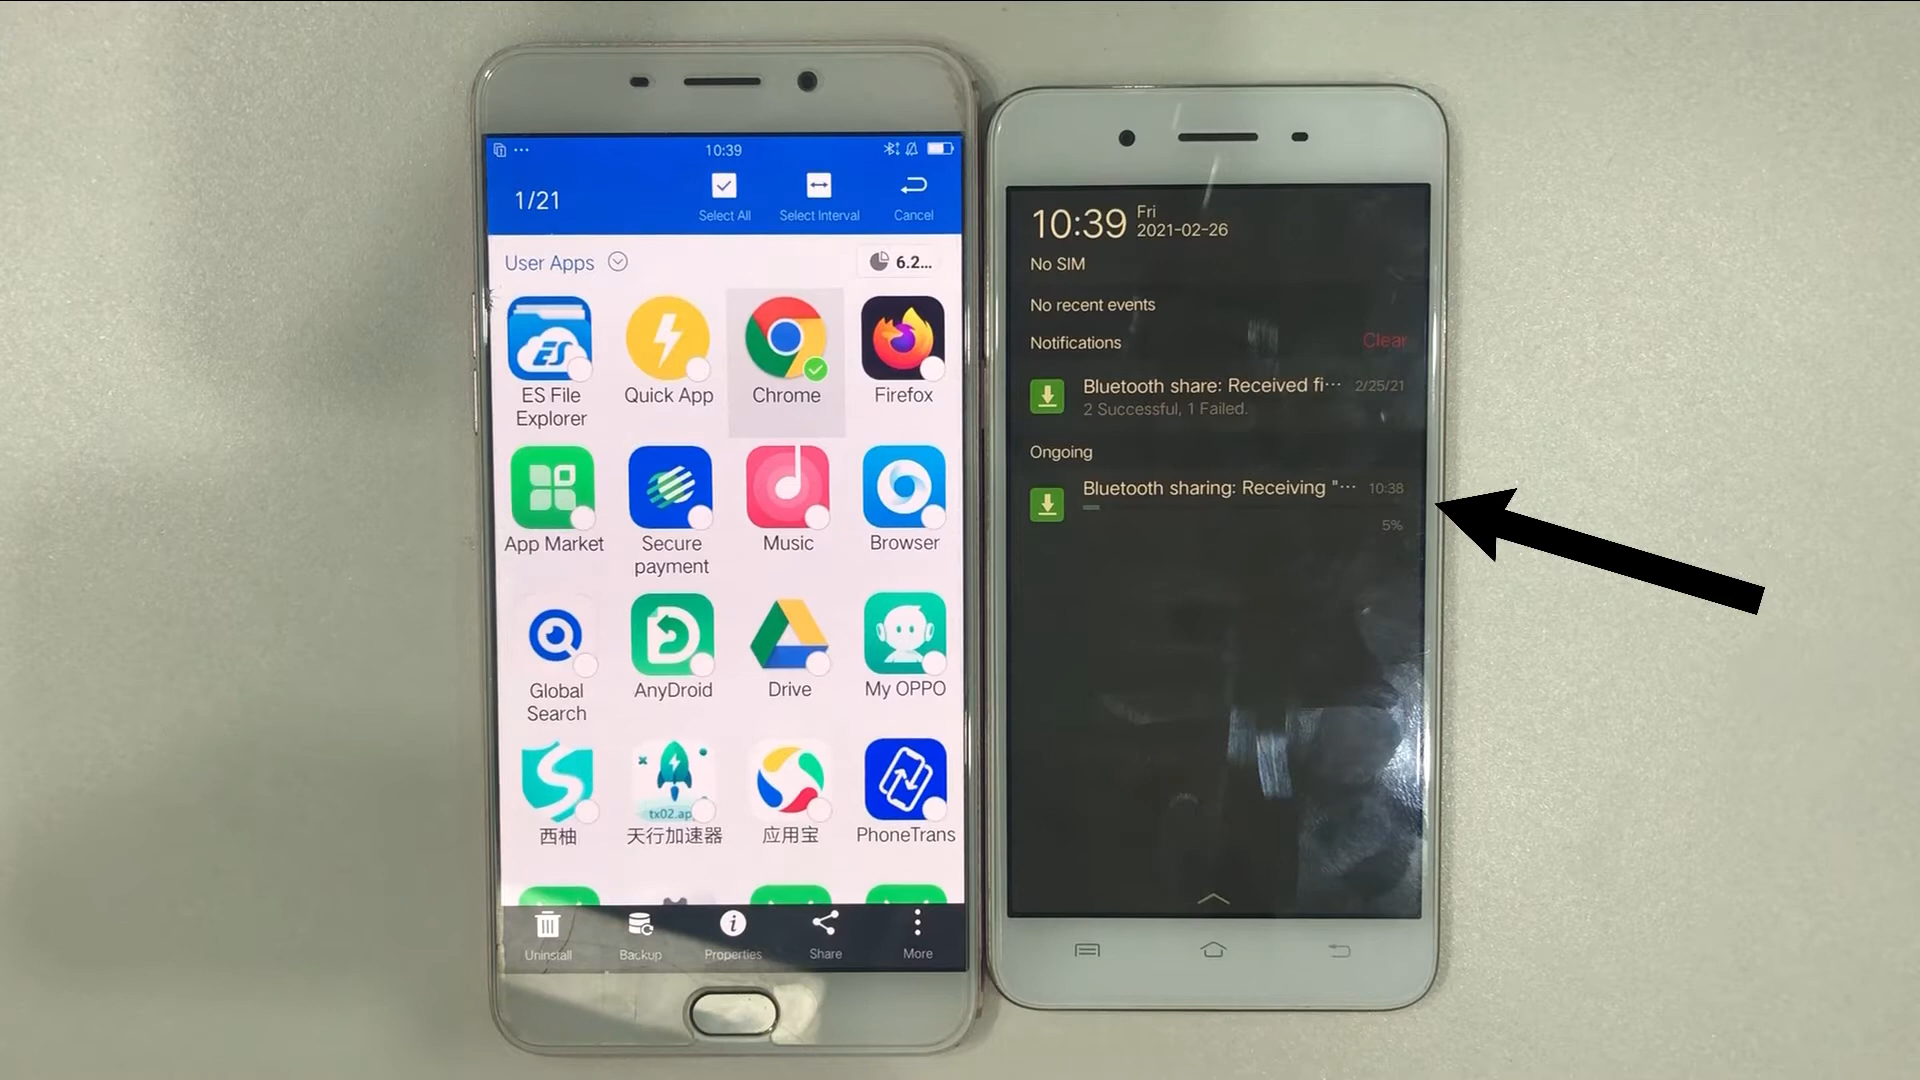 10:39
1/21
Select All
Select Interval
Cancel
User Apps
6.2...
ES File
Explorer
Quick App
Chrome
Firefox
App Market
Secure
payment
Music
Browser
Global
Search
AnyDroid
Drive
My OPPO
tx02.ap
西柚
天行加速器
应用宝
PhoneTrans
Uninstall
Backup
Properties
Share
More
10:39
Fri
2021-02-26
No SIM
No recent events
Notifications
Clear
Bluetooth share: Received fi...
2/25/21
2 Successful, 1 Failed.
Ongoing
Bluetooth sharing: Receiving "...
10:38
5%